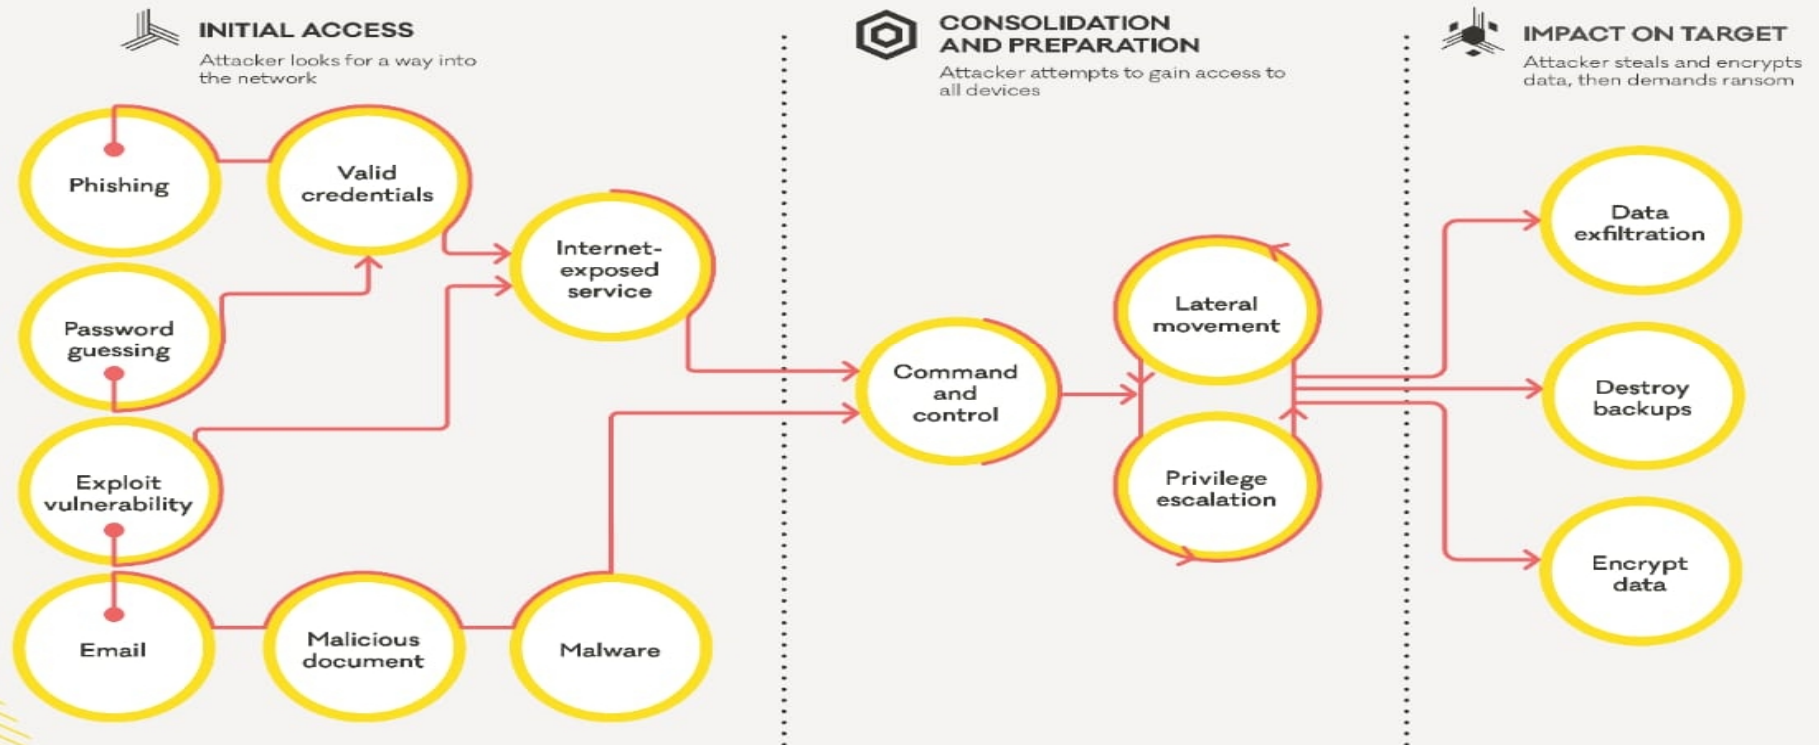 INITIAL ACCESS
Attacker looks for a way into
the network
CONSOLIDATION
AND PREPARATION
Attacker attempts to gain access to
all devices
IMPACT ON TARGET
Attacker steals and encrypts
data, then demands ransom
Phishing
Valid
credentials
Password
guessing
Internet-
exposed
service
Exploit
vulnerability
Email
Malicious
document
Malware
Command
and
control
Lateral
movement
Privilege
escalation
Data
exfiltration
Destroy
backups
Encrypt
data